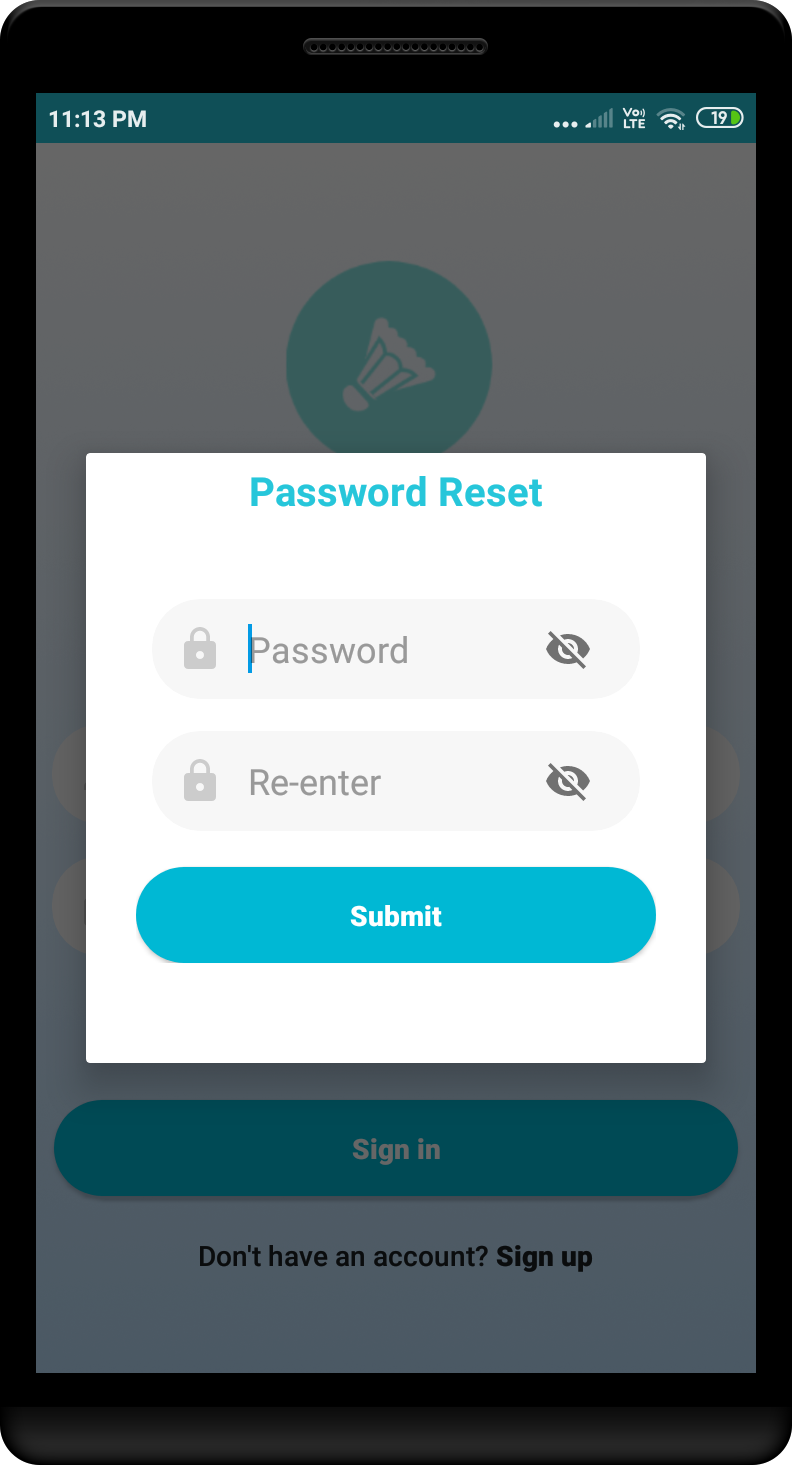 11:13 PM
Vo
LTE
19
Password Reset
Password
Re-enter
Submit
Sign in
Don't have an account? Sign up